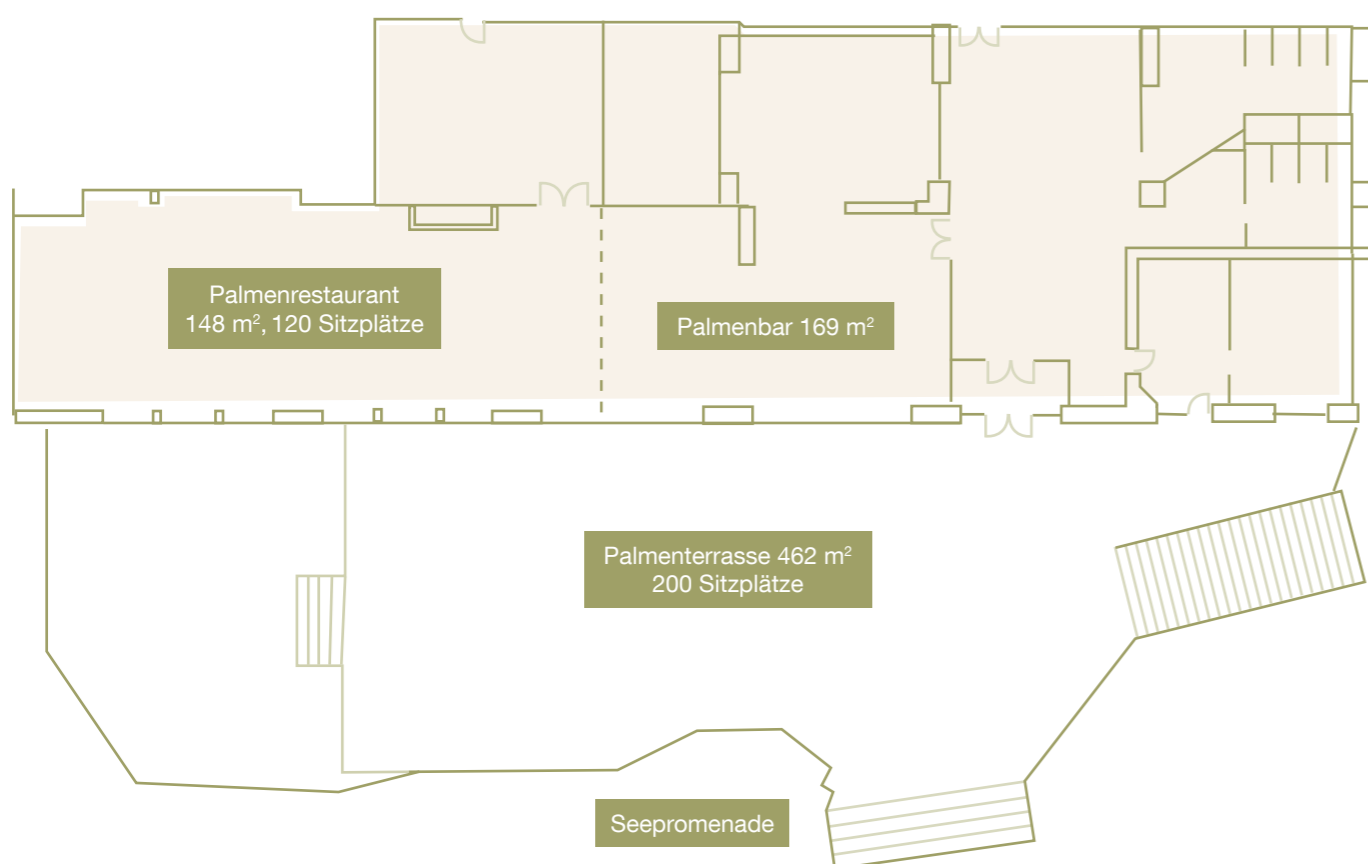 Palmenrestaurant
148 m², 120 Sitzplätze
Palmenbar 169 m²
Palmenterrasse 462 m²
200 Sitzplätze
Seepromenade